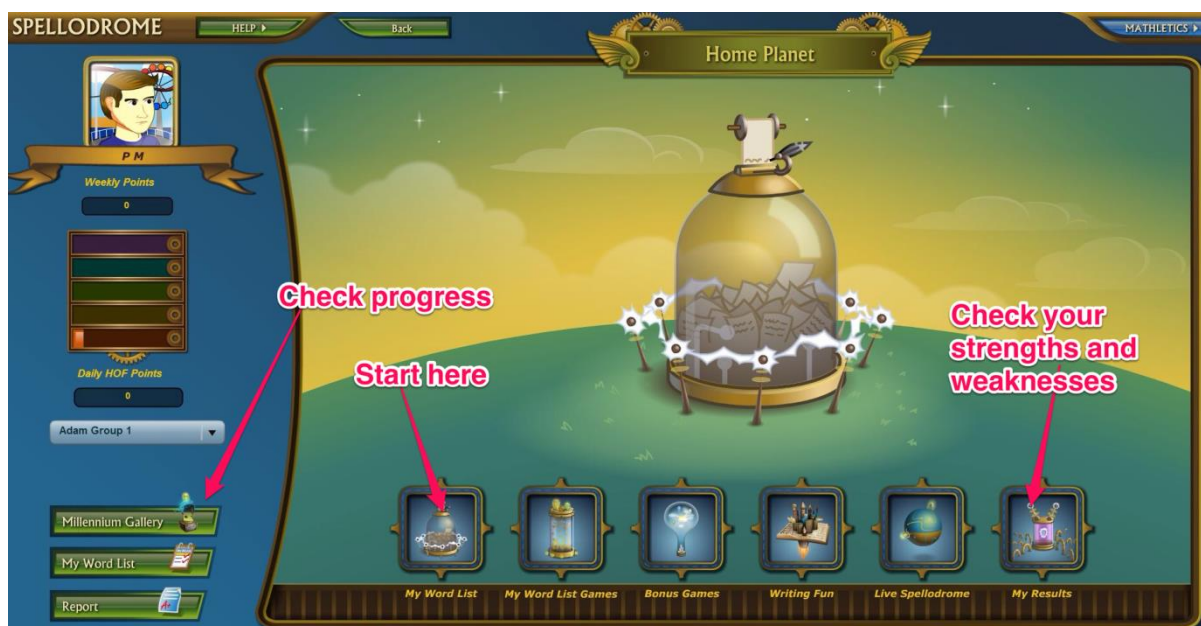 SPELLODROME
HELP
Back
Home Planet
MATHLETICS
P M
Weekly Points
0
Daily HOF Points
0
Adam Group 1
Millennium Gallery
My Word List
Report
Check progress
Start here
Check your
strengths and
weaknesses
My Word List
My Word List Games
Bonus Games
Writing Fun
Live Spellodrome
My Results